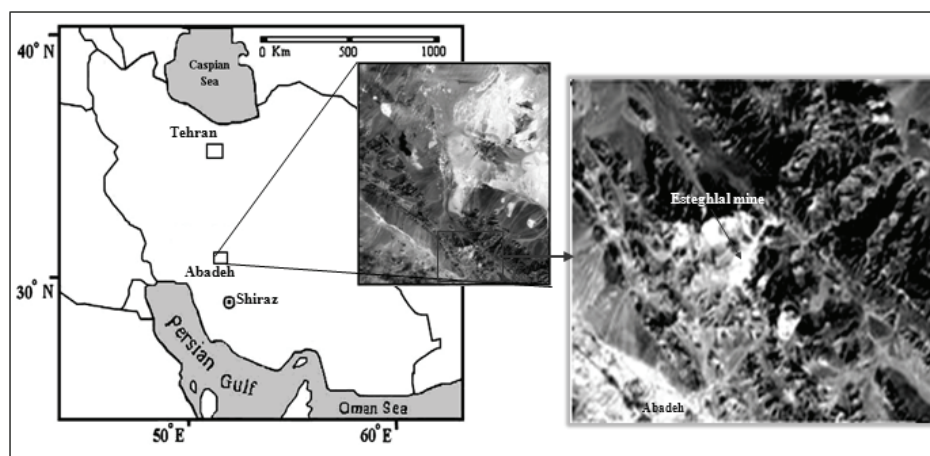 40° N
0 Km 500 1000
Caspian
Sea
Tehran
Esteghlal mine
Abadeh
30° N
Shiraz
Persian Gulf
Oman Sea
Abadeh
50° E
60° E